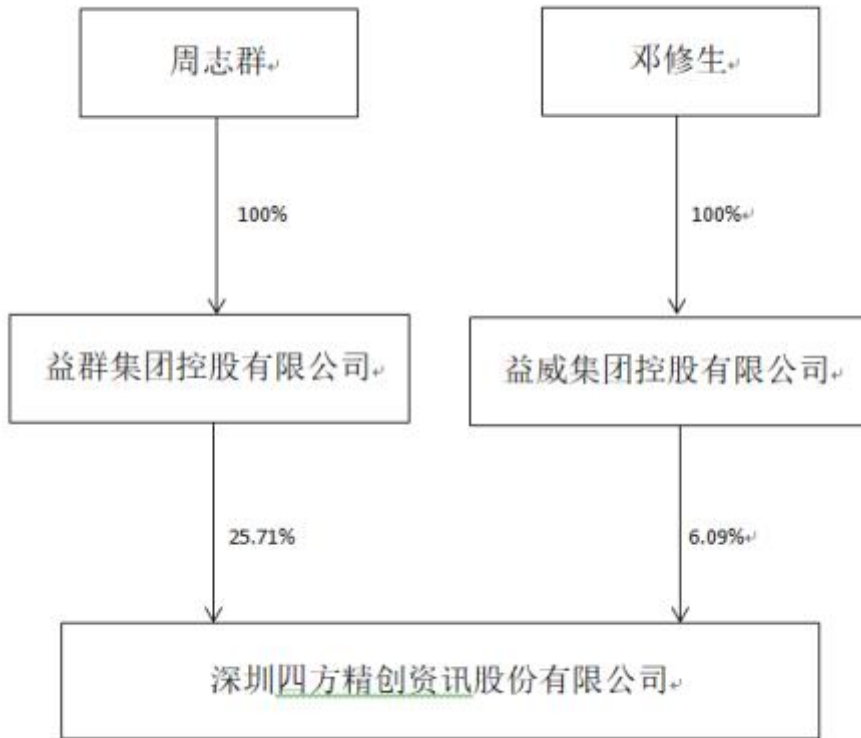 周志群
邓修生
100%
100%
益群集团控股有限公司
益威集团控股有限公司
25.71%
6.09%
深圳四方精创资讯股份有限公司